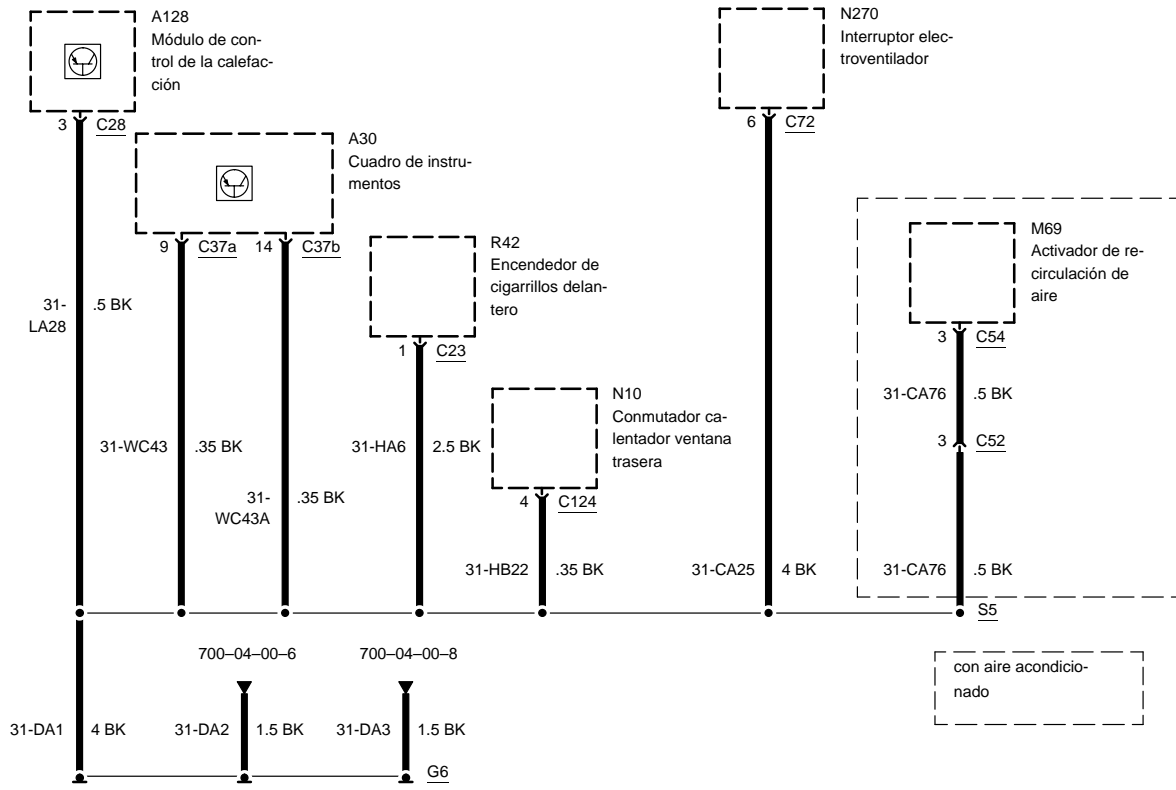 A128
Módulo de con-
trol de la calefac-
ción
3 C28
N270
Interruptor elec-
troventilador
6 C72
A30
Cuadro de instru-
mentos
9 C37a 14 C37b
R42
Encendedor de
cigarrillos delan-
tero
1 C23
M69
Activador de re-
circulación de
aire
3 C54
31-
LA28
.5 BK
31-CA76 .5 BK
N10
Conmutador ca-
lentador ventana
trasera
4 C124
3 C52
31-WC43 .35 BK
31-
WC43A
.35 BK
31-HA6 2.5 BK
31-HB22 .35 BK
31-CA25 4 BK
31-CA76 .5 BK
S5
700–04–00–6 700–04–00–8
con aire acondicio-
nado
31-DA1 4 BK
31-DA2 1.5 BK
31-DA3 1.5 BK
G6